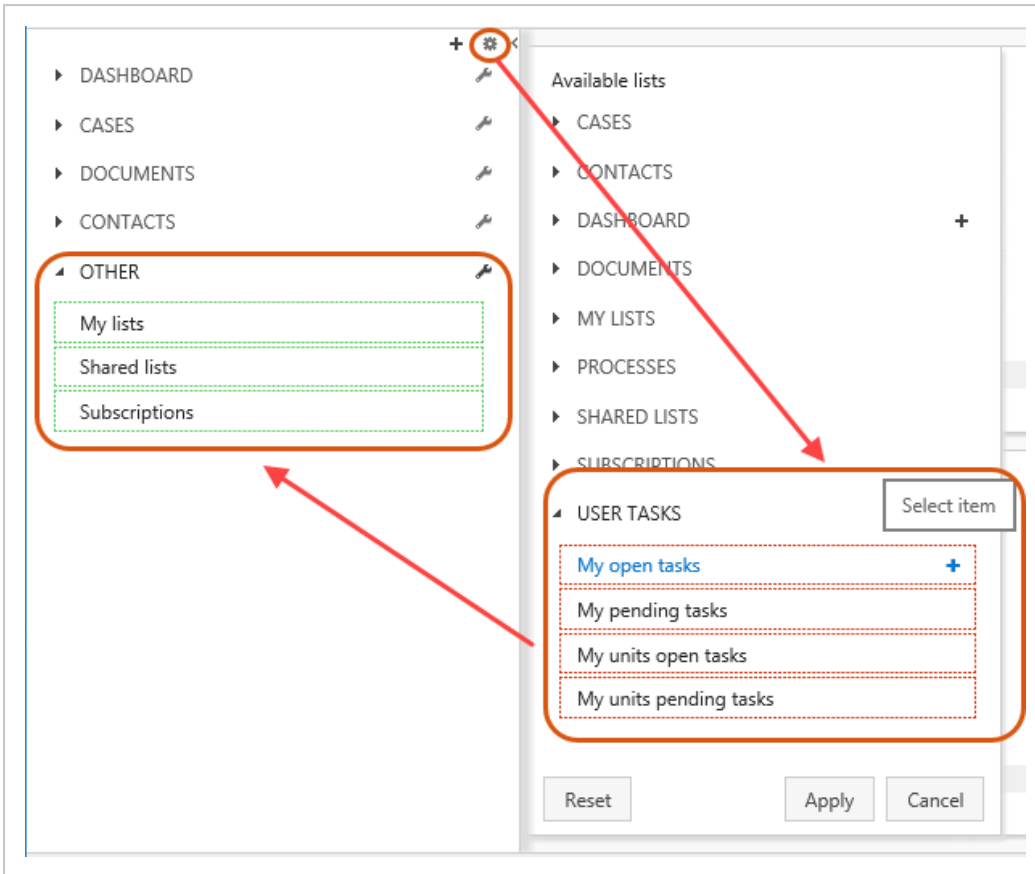 DASHBOARD
CASES
DOCUMENTS
CONTACTS
OTHER
My lists
Shared lists
Subscriptions
Available lists
CASES
CONTACTS
DASHBOARD
DOCUMENTS
MY LISTS
PROCESSES
SHARED LISTS
SUBSCRIPTIONS
Select item
USER TASKS
My open tasks
My pending tasks
My units open tasks
My units pending tasks
Reset Apply Cancel